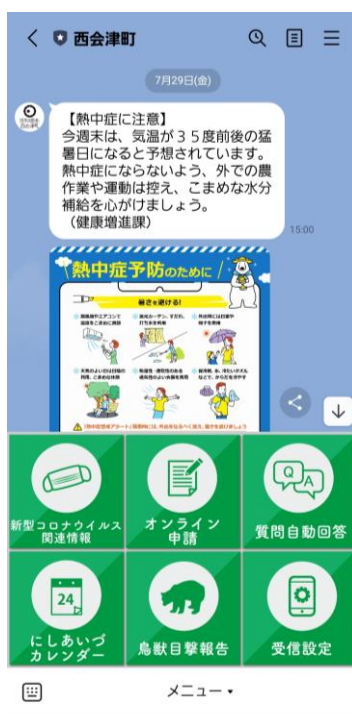 西会津町
7月29日(金)
【熱中症に注意】
今週末は、気温が３５度前後の猛
暑日になると予想されています。
熱中症にならないよう、外での農
作業や運動は控え、こまめな水分
補給を心がけましょう。
（健康増進課）
15:00
熱中症予防のために
暑さを避ける!
新型コロナウイルス
関連情報
オンライン
申請
Q
A
質問自動回答
24
にしあいづ
カレンダー
鳥獣目撃報告
受信設定
メニュー